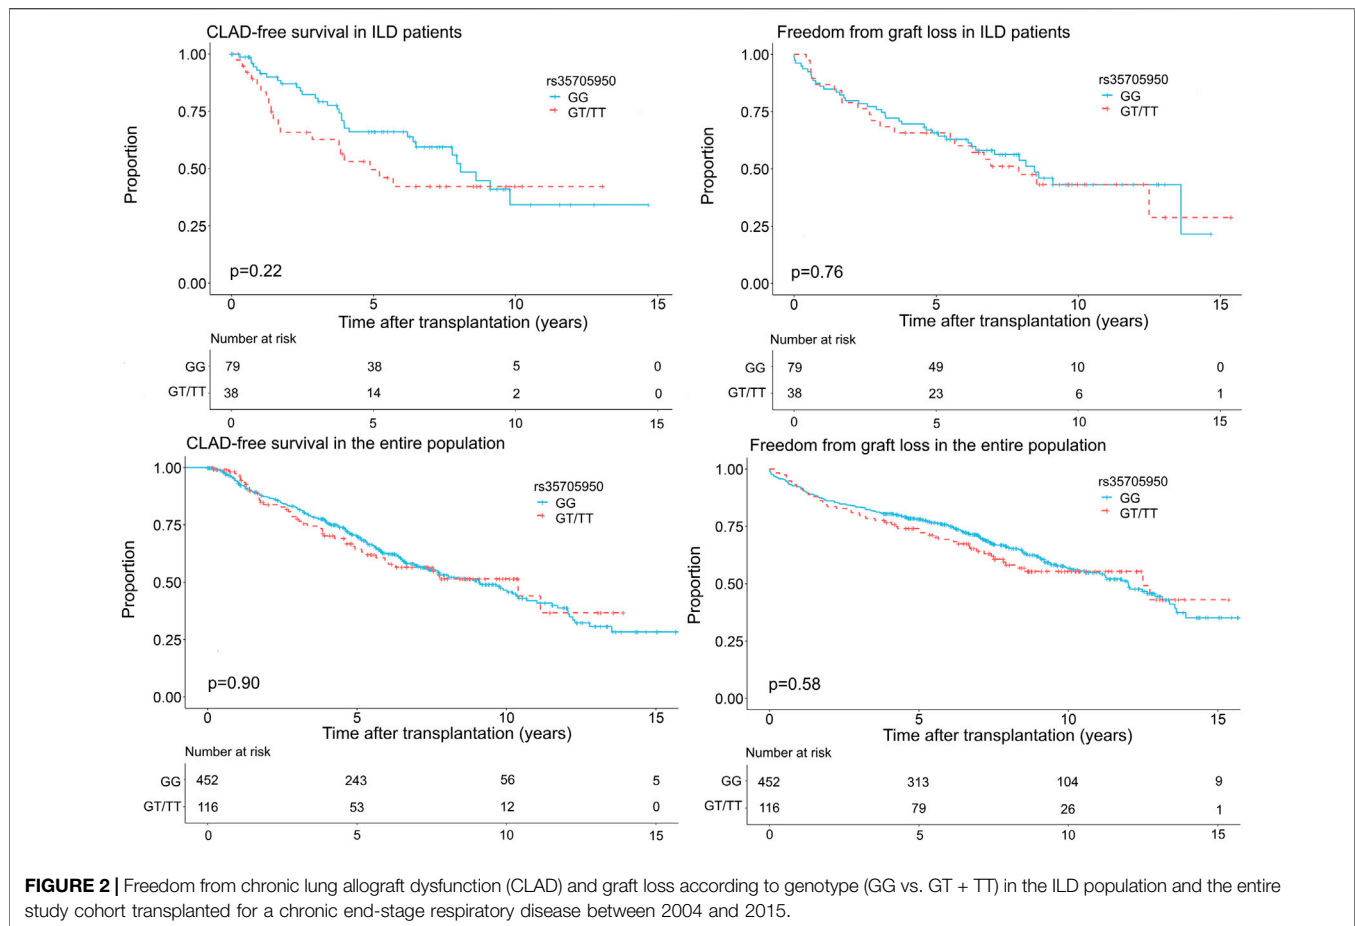 CLAD-free survival in ILD patients
1.00
0.75
0.50
0.25
0.00
Proportion
rs35705950
GG
GT/TT
p=0.22
0 5 10 15
Time after transplantation (years)
Number at risk
GG 79 38 5 0
GT/TT 38 14 2 0
0 5 10 15
Freedom from graft loss in ILD patients
1.00
0.75
0.50
0.25
0.00
Proportion
rs35705950
GG
GT/TT
p=0.76
0 5 10 15
Time after transplantation (years)
Number at risk
GG 79 49 10 0
GT/TT 38 23 6 1
0 5 10 15
CLAD-free survival in the entire population
1.00
0.75
0.50
0.25
0.00
Proportion
rs35705950
GG
GT/TT
p=0.90
0 5 10 15
Time after transplantation (years)
Number at risk
GG 452 243 56 5
GT/TT 116 53 12 0
0 5 10 15
Freedom from graft loss in the entire population
1.00
0.75
0.50
0.25
0.00
Proportion
rs35705950
GG
GT/TT
p=0.58
0 5 10 15
Time after transplantation (years)
Number at risk
GG 452 313 104 9
GT/TT 116 79 26 1
0 5 10 15
FIGURE 2 | Freedom from chronic lung allograft dysfunction (CLAD) and graft loss according to genotype (GG vs. GT + TT) in the ILD population and the entire
study cohort transplanted for a chronic end-stage respiratory disease between 2004 and 2015.